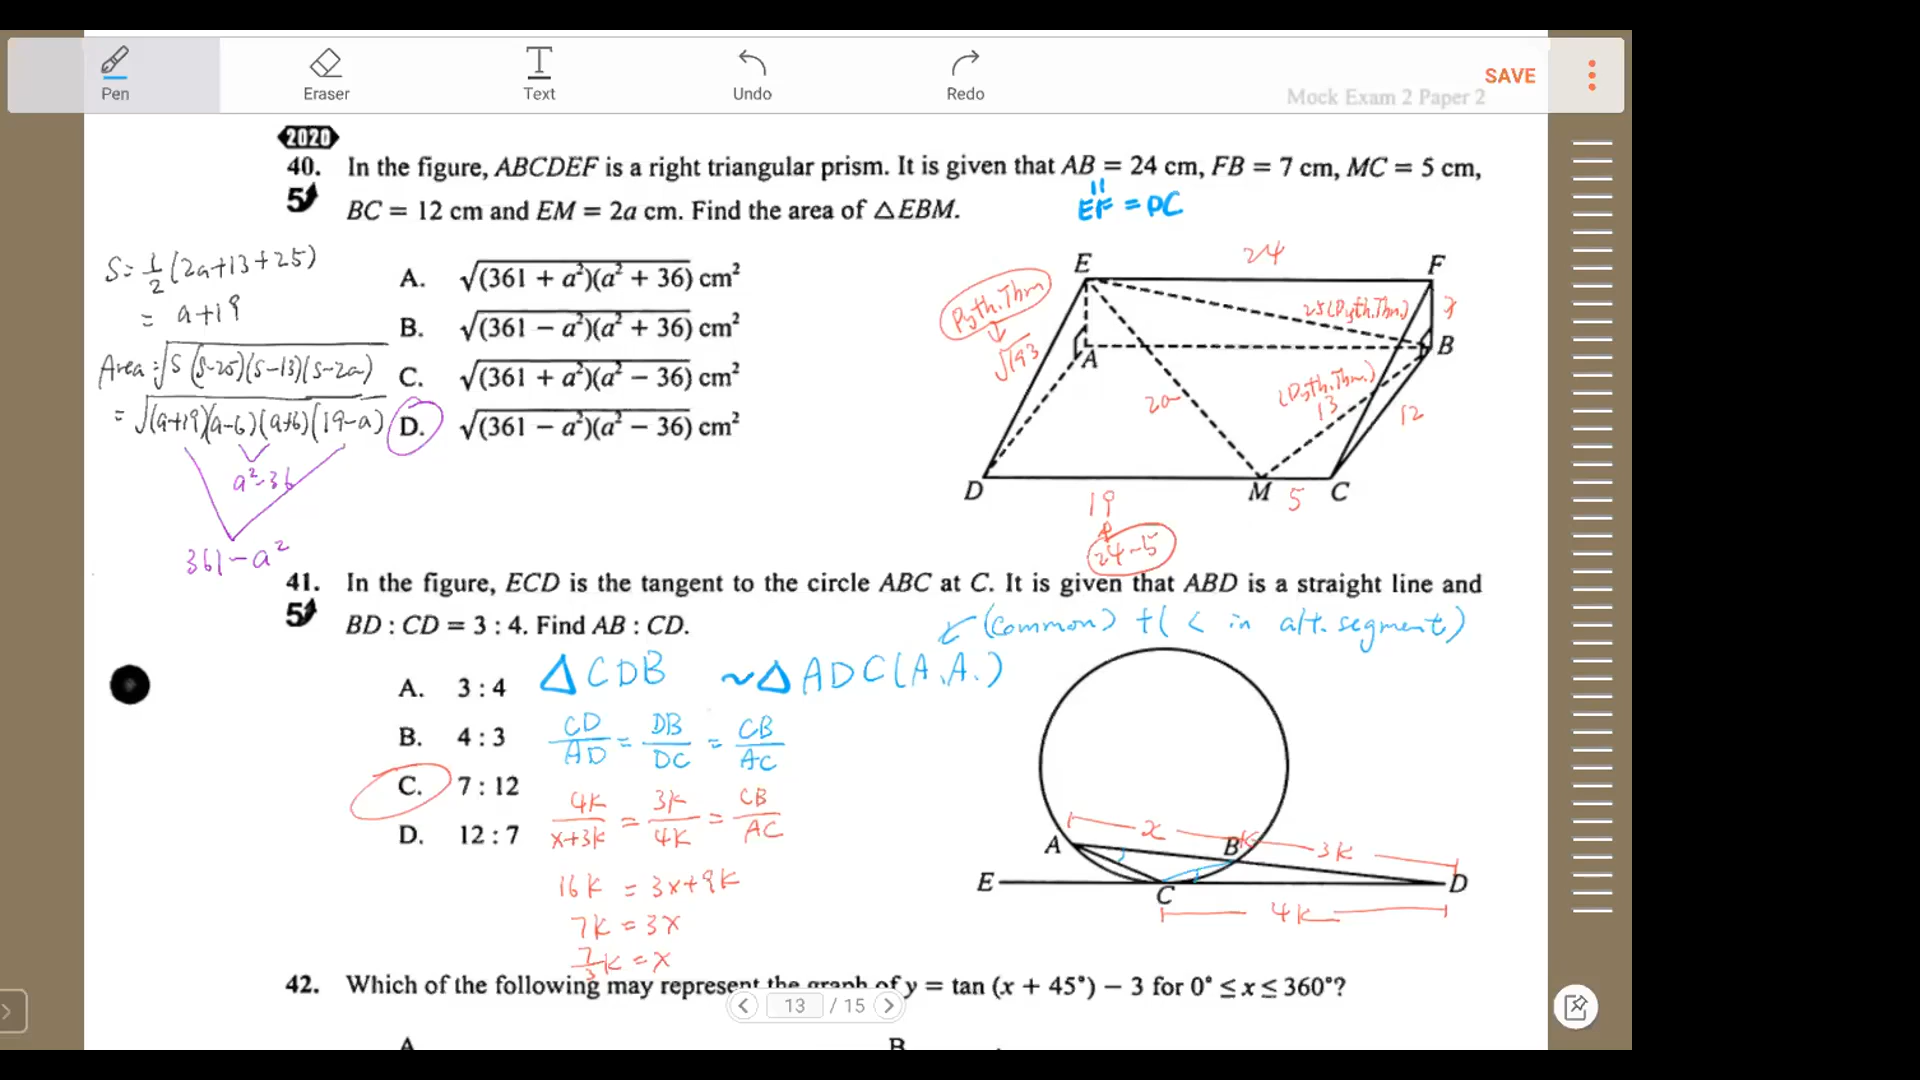 Pen
Eraser
Text
Undo
Redo
SAVE
Mock Exam 2 Paper 2
2020
40. In the figure, ABCDEF is a right triangular prism. It is given that AB = 24 cm, FB = 7 cm, MC = 5 cm,
5
BC = 12 cm and EM = 2a cm. Find the area of △EBM.
EF = DC
S = 1/2 (2a+13+25)
= a+19
Area = √S(S-25)(S-13)(S-2a)
= √(a+19)(a-6)(a+6)(19-a)
a²-36
361-a²
A. √(361 + a²)(a² + 36) cm²
B. √(361 − a²)(a² + 36) cm²
C. √(361 + a²)(a² − 36) cm²
D. √(361 − a²)(a² − 36) cm²
E
24
F
Pyth.Thm
√193
25(Pyth.Thm.)
7
A
B
2a
(Pyth.Thm.)
13
12
D
M
5
C
19
24-5
41. In the figure, ECD is the tangent to the circle ABC at C. It is given that ABD is a straight line and
5
BD : CD = 3 : 4. Find AB : CD.
(common) + (∠ in alt. segment)
△CDB ~ △ADC (A.A.)
A. 3 : 4
B. 4 : 3
C. 7 : 12
D. 12 : 7
CD/AD = DB/DC = CB/AC
4k/x+3k = 3k/4k = CB/AC
16k = 3x+9k
7k = 3x
7/3 k = x
A
x
B
3k
E
C
D
4k
42. Which of the following may represent the graph of y = tan (x + 45°) − 3 for 0° ≤ x ≤ 360°?
13 / 15
A
B